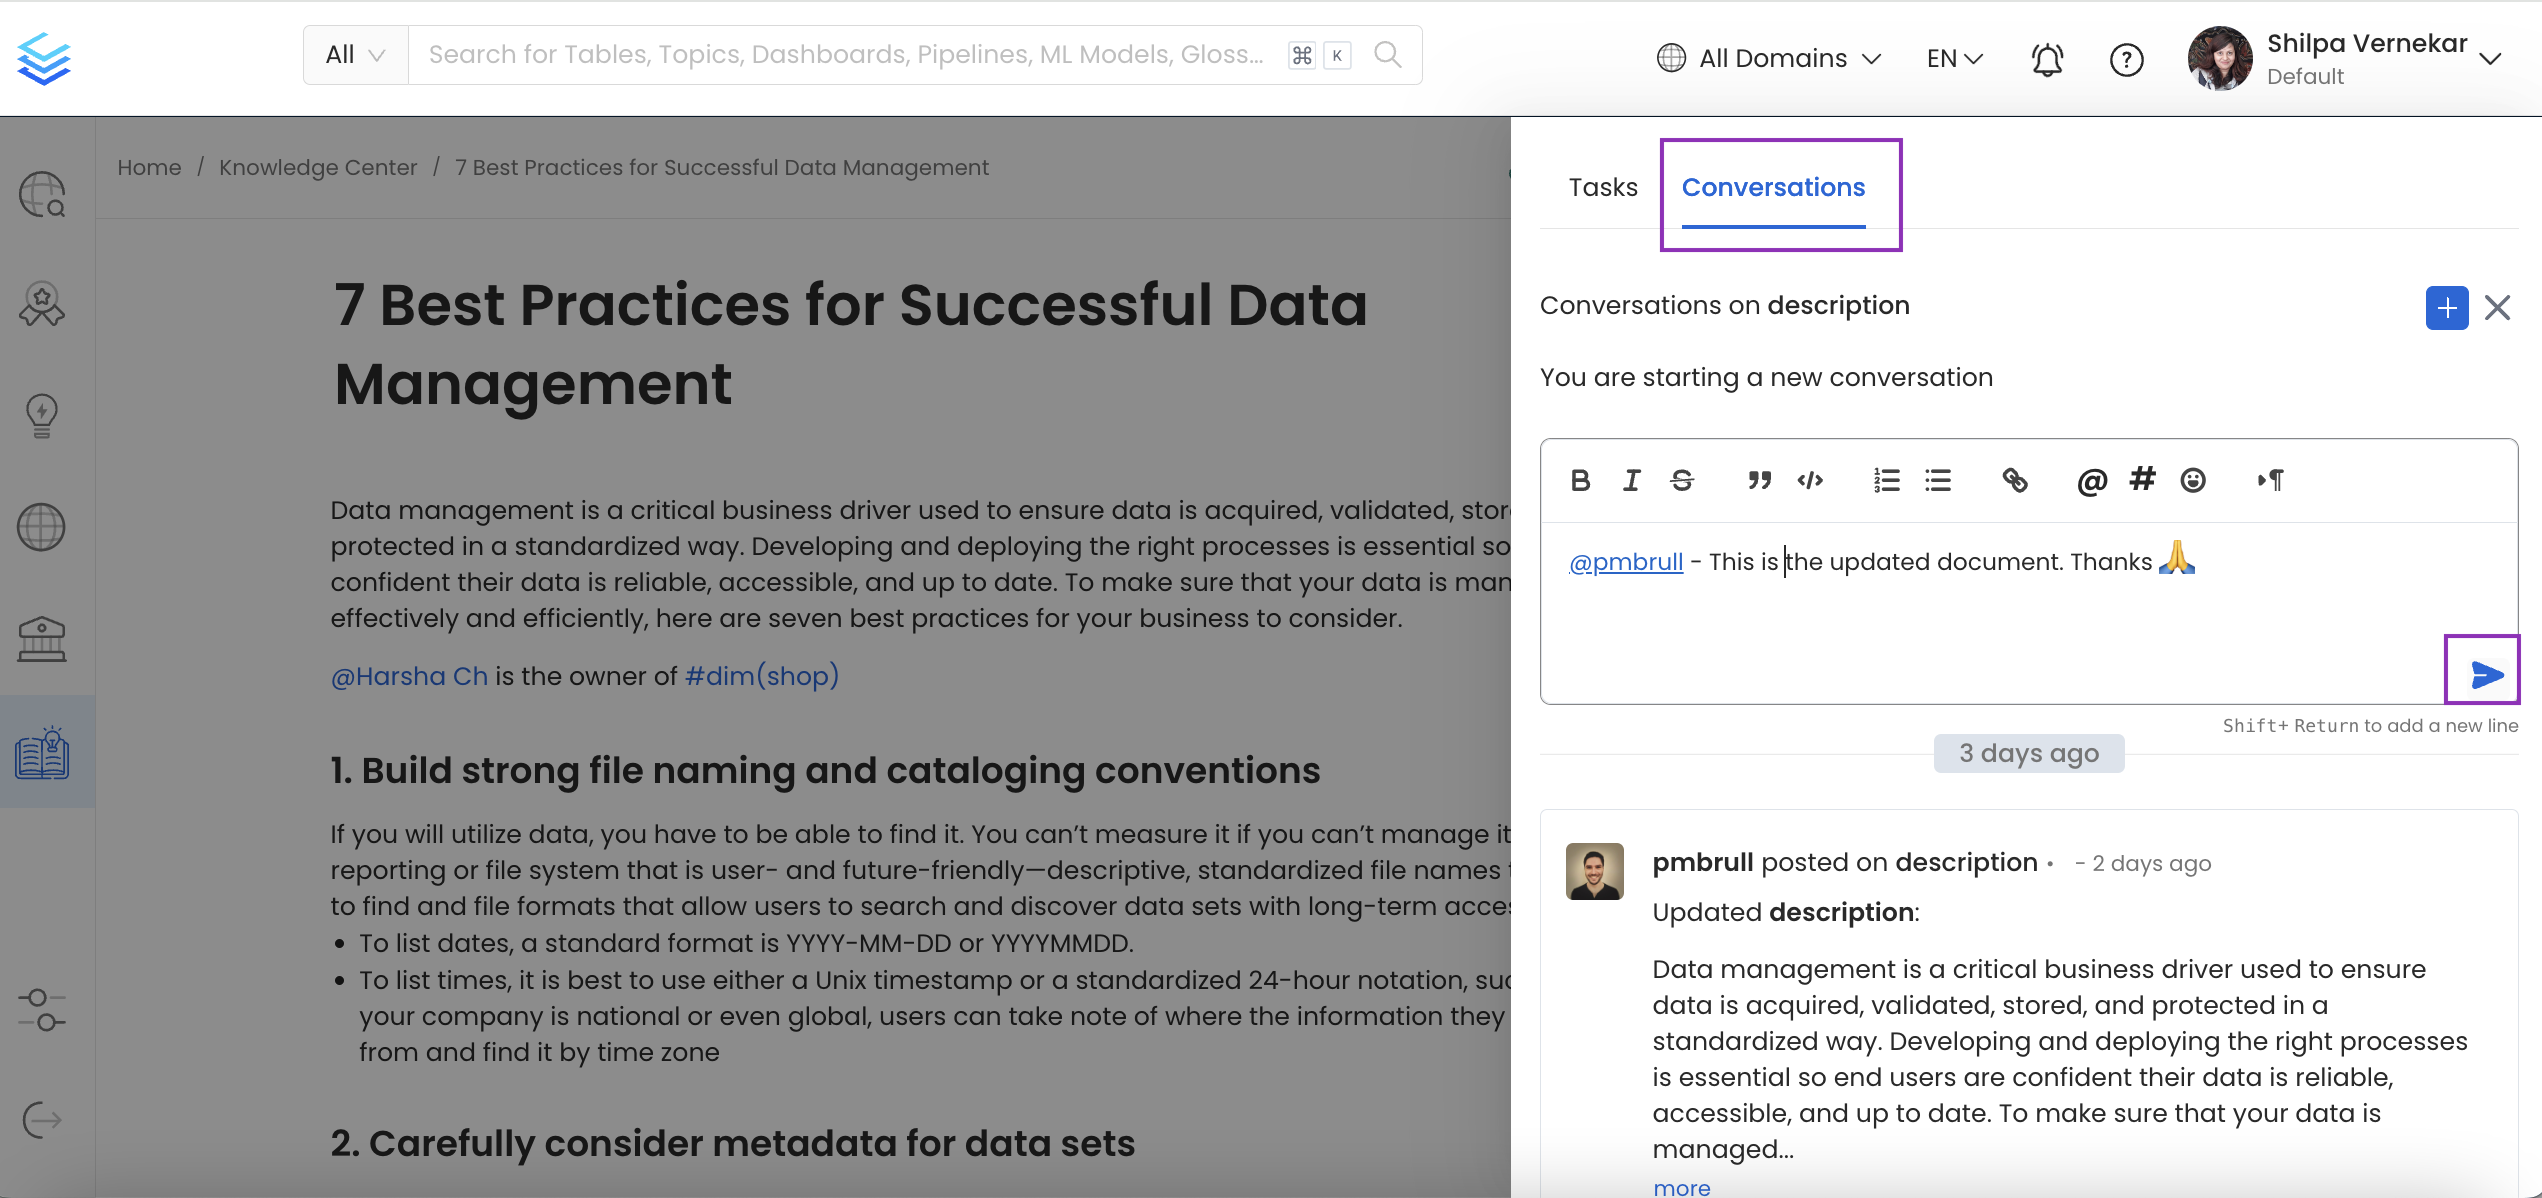 All
Search for Tables, Topics, Dashboards, Pipelines, ML Models, Gloss...
⌘ K
All Domains
EN
Shilpa Vernekar
Default
Home / Knowledge Center / 7 Best Practices for Successful Data Management
7 Best Practices for Successful Data
Management
Data management is a critical business driver used to ensure data is acquired, validated,
protected in a standardized way. Developing and deploying the right processes is essential so
confident their data is reliable, accessible, and up to date. To make sure that your data is
effectively and efficiently, here are seven best practices for your business to consider.
@Harsha Ch is the owner of #dim(shop)
1. Build strong file naming and cataloging conventions
If you will utilize data, you have to be able to find it. You can’t measure it if you can’t manage it
reporting or file system that is user- and future-friendly—descriptive, standardized file names
to find and file formats that allow users to search and discover data sets with long-term
• To list dates, a standard format is YYYY-MM-DD or YYYYMMDD.
• To list times, it is best to use either a Unix timestamp or a standardized 24-hour notation,
your company is national or even global, users can take note of where the information they
from and find it by time zone
2. Carefully consider metadata for data sets
Tasks
Conversations
Conversations on description
You are starting a new conversation
@pmbrull - This is the updated document. Thanks 🙏
Shift+ Return to add a new line
3 days ago
pmbrull posted on description • - 2 days ago
Updated description:
Data management is a critical business driver used to ensure
data is acquired, validated, stored, and protected in a
standardized way. Developing and deploying the right processes
is essential so end users are confident their data is reliable,
accessible, and up to date. To make sure that your data is
managed...
more